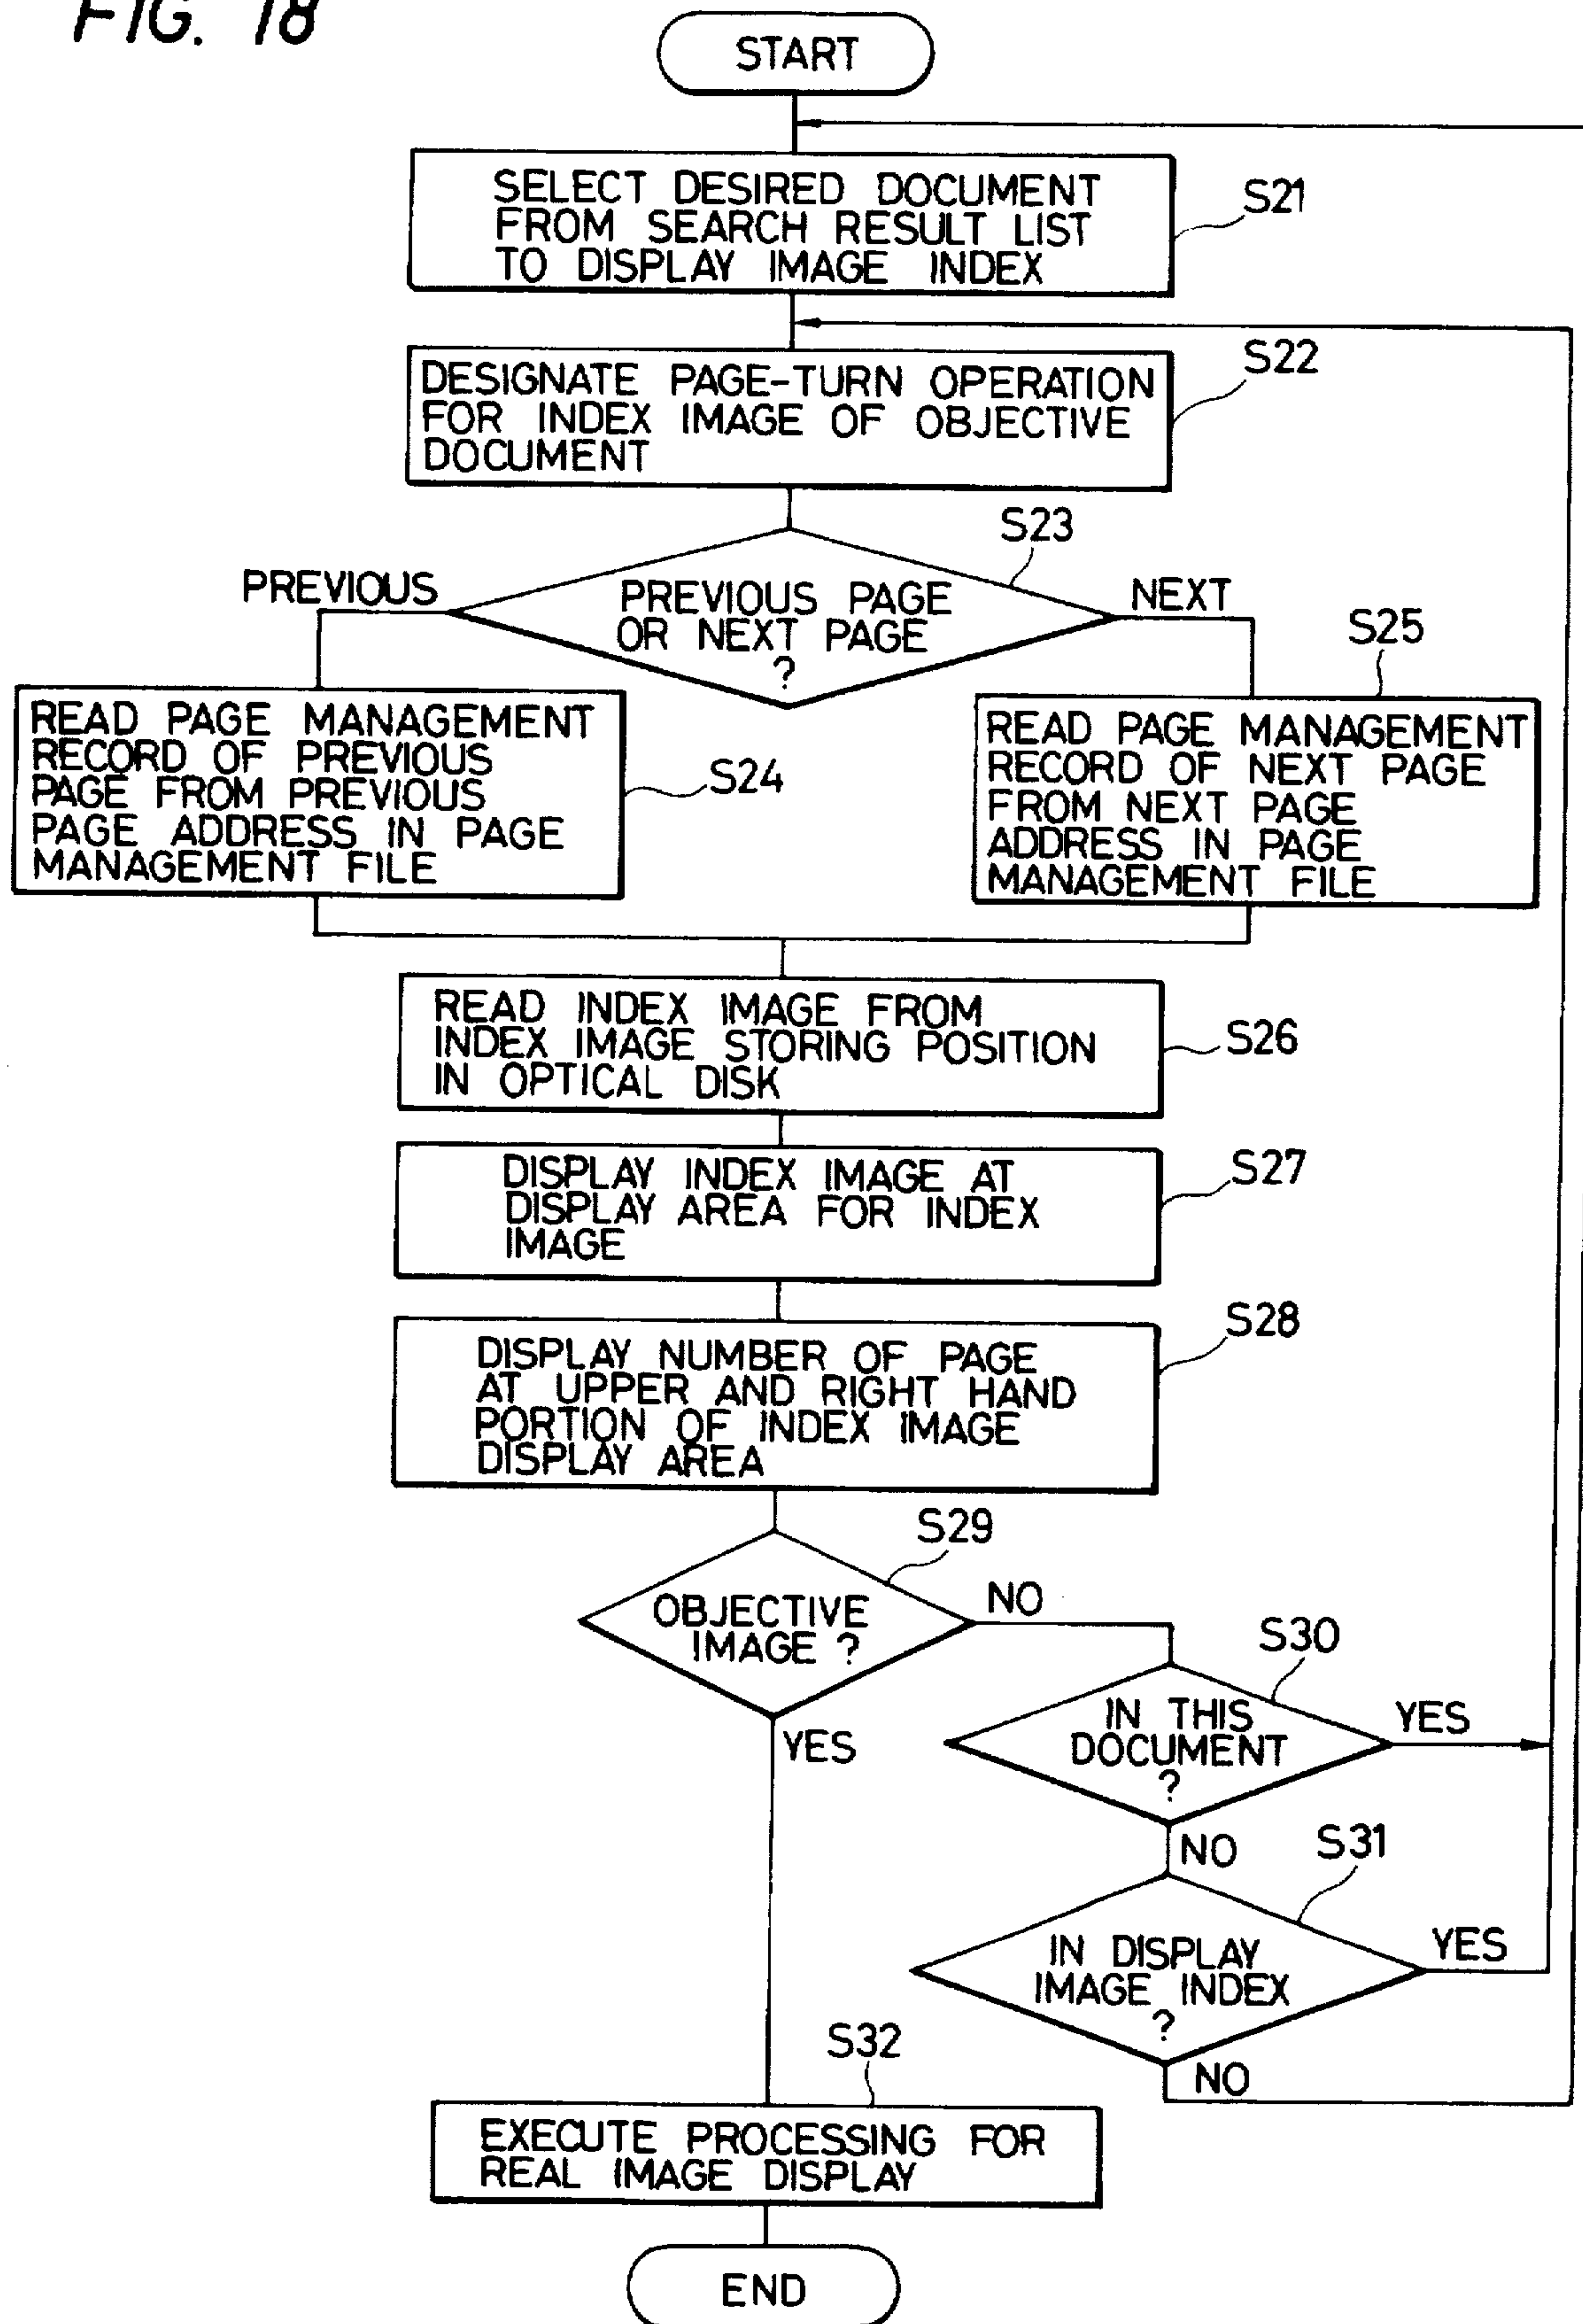 FIG. 18
START
SELECT DESIRED DOCUMENT
FROM SEARCH RESULT LIST
TO DISPLAY IMAGE INDEX
S21
DESIGNATE PAGE-TURN OPERATION
FOR INDEX IMAGE OF OBJECTIVE
DOCUMENT
S22
S23
PREVIOUS
PREVIOUS PAGE
OR NEXT PAGE
?
NEXT
READ PAGE MANAGEMENT
RECORD OF PREVIOUS
PAGE FROM PREVIOUS
PAGE ADDRESS IN PAGE
MANAGEMENT FILE
S24
S25
READ PAGE MANAGEMENT
RECORD OF NEXT PAGE
FROM NEXT PAGE
ADDRESS IN PAGE
MANAGEMENT FILE
READ INDEX IMAGE FROM
INDEX IMAGE STORING POSITION
IN OPTICAL DISK
S26
DISPLAY INDEX IMAGE AT
DISPLAY AREA FOR INDEX
IMAGE
S27
DISPLAY NUMBER OF PAGE
AT UPPER AND RIGHT HAND
PORTION OF INDEX IMAGE
DISPLAY AREA
S28
S29
OBJECTIVE
IMAGE ?
NO
YES
S30
IN THIS
DOCUMENT
?
YES
NO
S31
IN DISPLAY
IMAGE INDEX
?
YES
NO
S32
EXECUTE PROCESSING FOR
REAL IMAGE DISPLAY
END